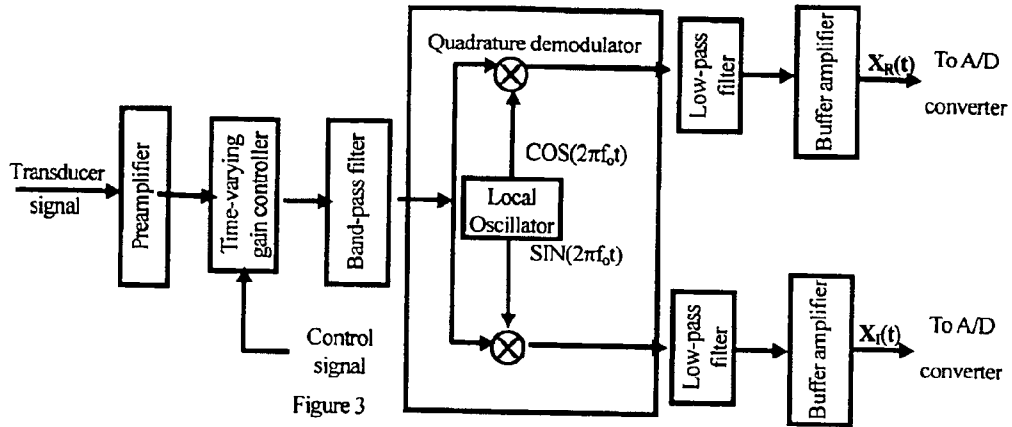 Quadrature demodulator
Low-pass
filter
Buffer amplifier
X_R(t)
To A/D
converter
Transducer
signal
Preamplifier
Time-varying
gain controller
Band-pass filter
COS(2πf₀t)
Local
Oscillator
SIN(2πf₀t)
Control
signal
Low-pass
filter
Buffer amplifier
X_I(t)
To A/D
converter
Figure 3